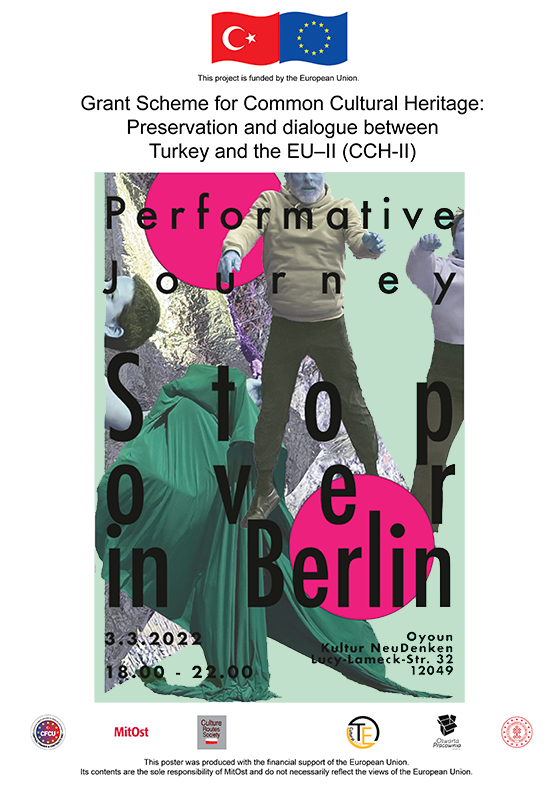 This project is funded by the European Union.
Grant Scheme for Common Cultural Heritage:
Preservation and dialogue between
Turkey and the EU–II (CCH-II)
Performative
Journey
Stop
over
in Berlin
3.3.2022
18.00 - 22.00
Oyoun
Kultur NeuDenken
Lucy-Lameck-Str. 32
12049
CFCU
MitOst
Culture
Routes
Society
TE
Otwarta
Pracownia
This poster was produced with the financial support of the European Union.
Its contents are the sole responsibility of MitOst and do not necessarily reflect the views of the European Union.